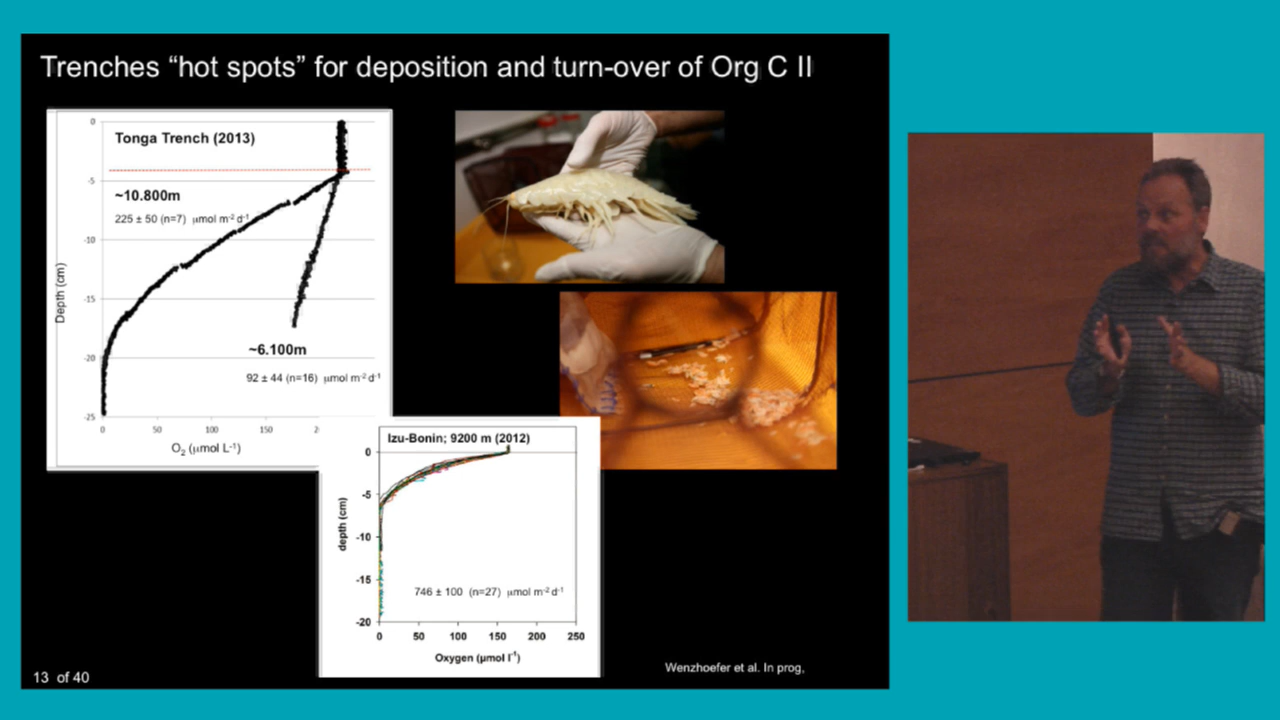 Trenches “hot spots” for deposition and turn-over of Org C II
Tonga Trench (2013)
~10.800m
225 ± 50 (n=7) µmol m-2 d-1
~6.100m
92 ± 44 (n=16) µmol m-2 d-1
Depth (cm)
0
-5
-10
-15
-20
-25
0 50 100 150 2
O2 (µmol L-1)
Izu-Bonin; 9200 m (2012)
depth (cm)
0
-5
-10
-15
-20
746 ± 100 (n=27) µmol m-2 d-1
0 50 100 150 200 250
Oxygen (µmol l-1)
Wenzhoefer et al. In prog,
13 of 40